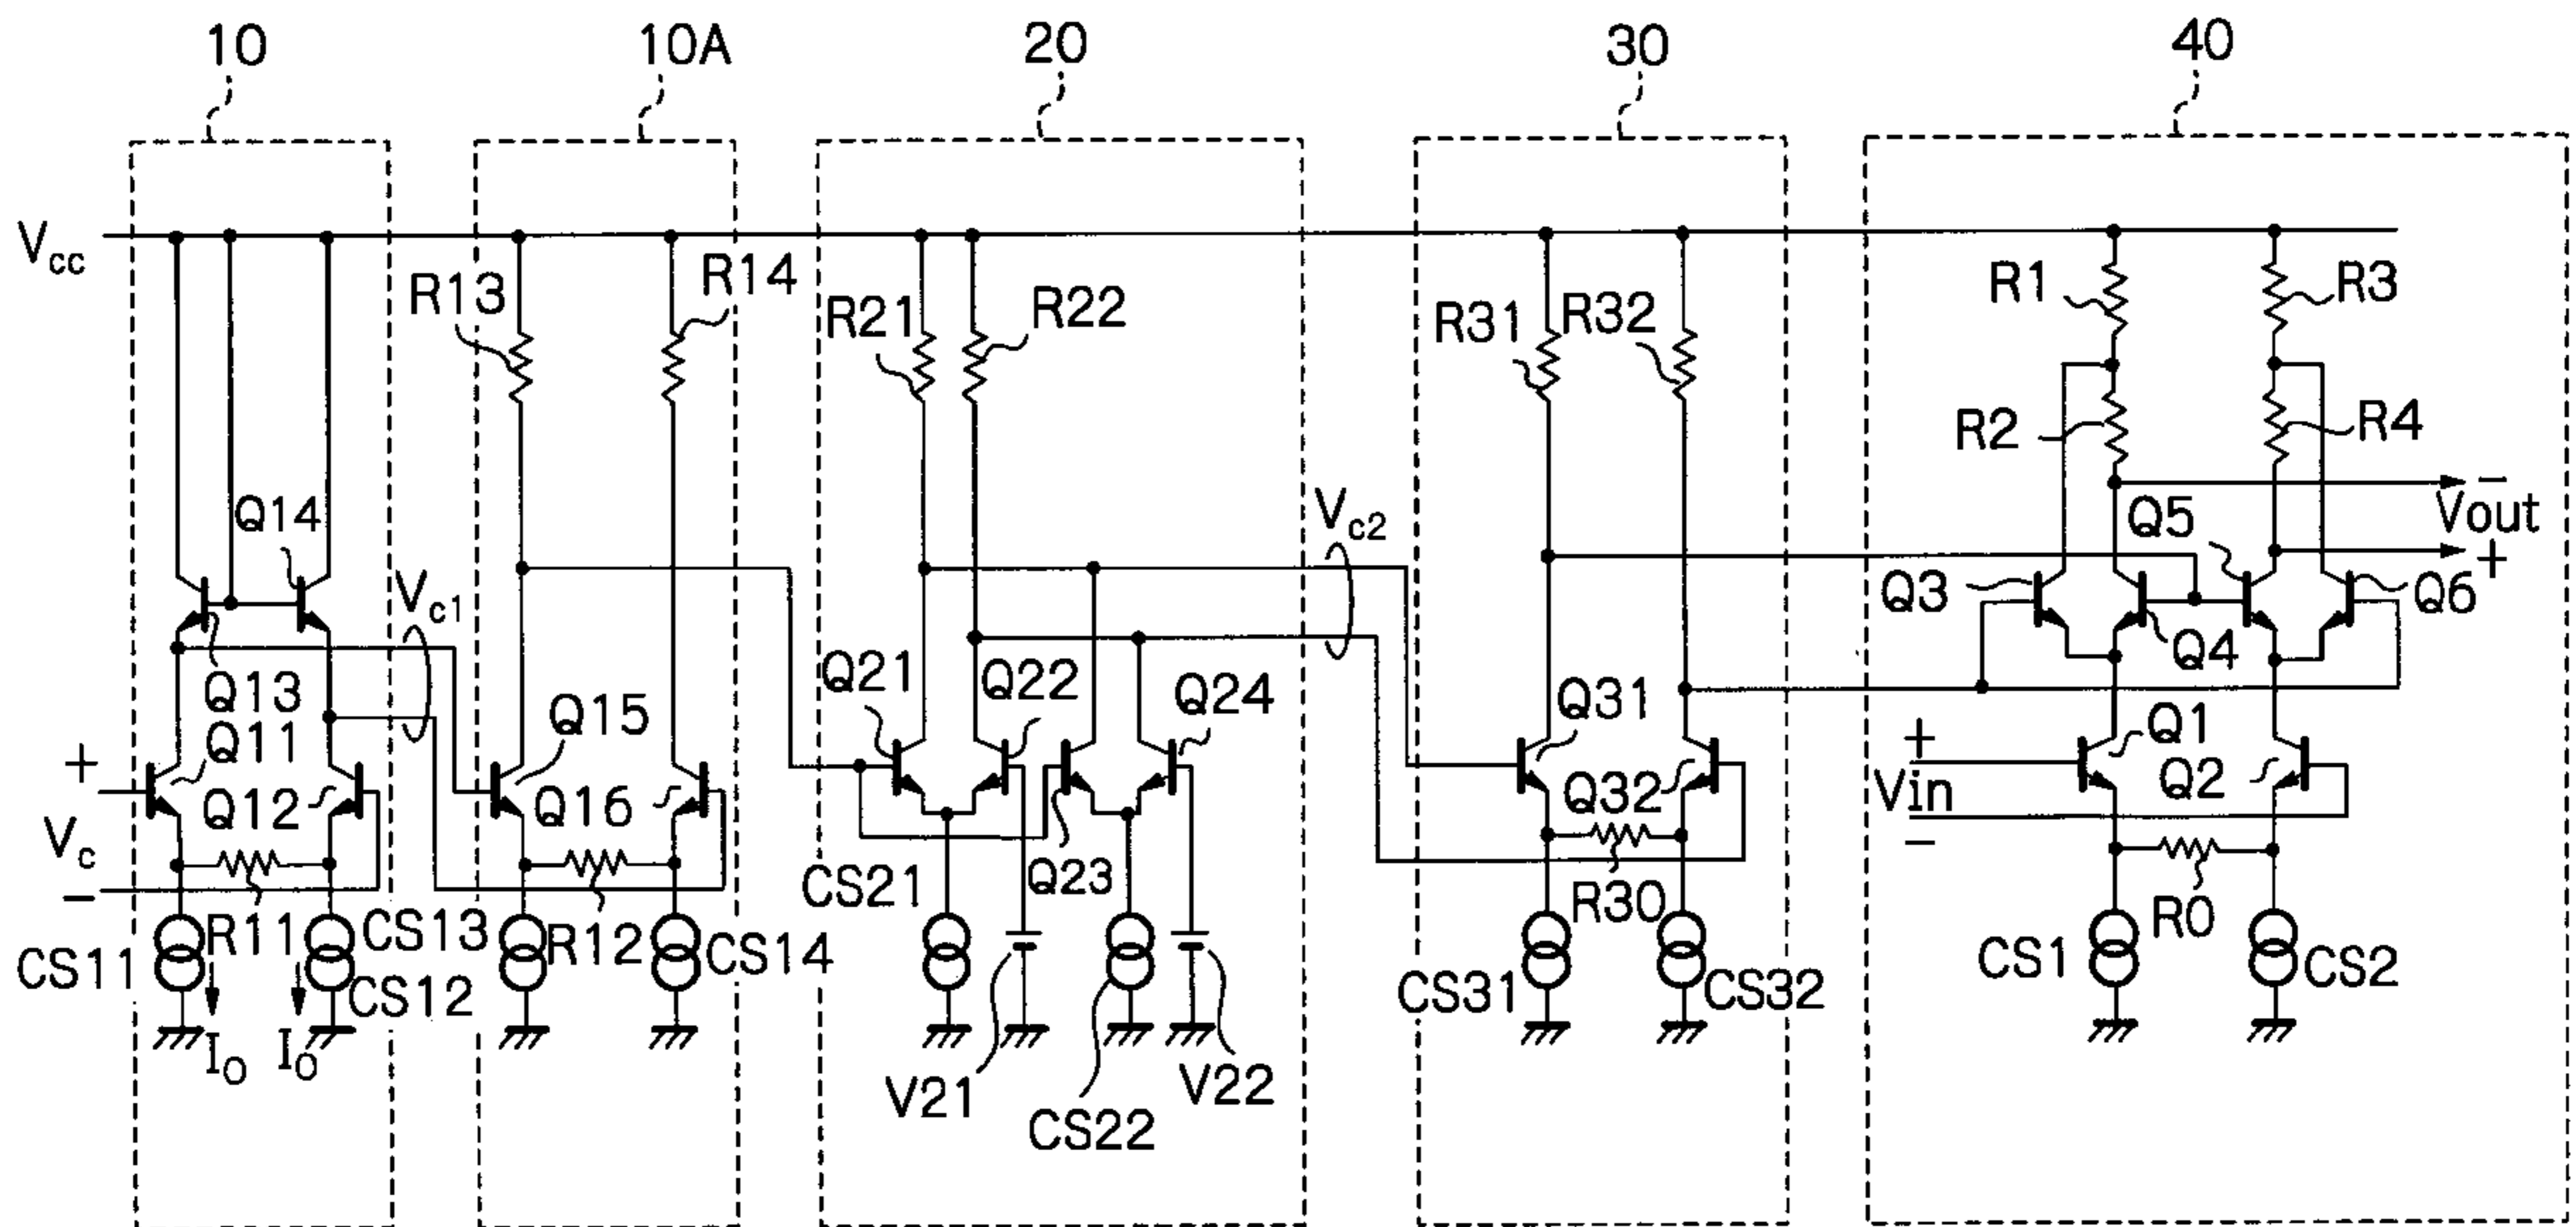 10
10A
20
30
40
Vcc
R13
R14
R21
R22
R31
R32
R1
R3
R2
R4
Q14
Vc1
Vc2
Q5
−
Vout
+
Q3
Q4
Q6
Q13
Q11
Q12
+
Vc
−
Q15
Q16
Q21
Q22
Q24
Q23
Q31
Q32
Q1
Q2
+
Vin
−
CS11
R11
CS13
CS12
IO
IO
R12
CS14
CS21
V21
CS22
V22
R30
CS31
CS32
R0
CS1
CS2